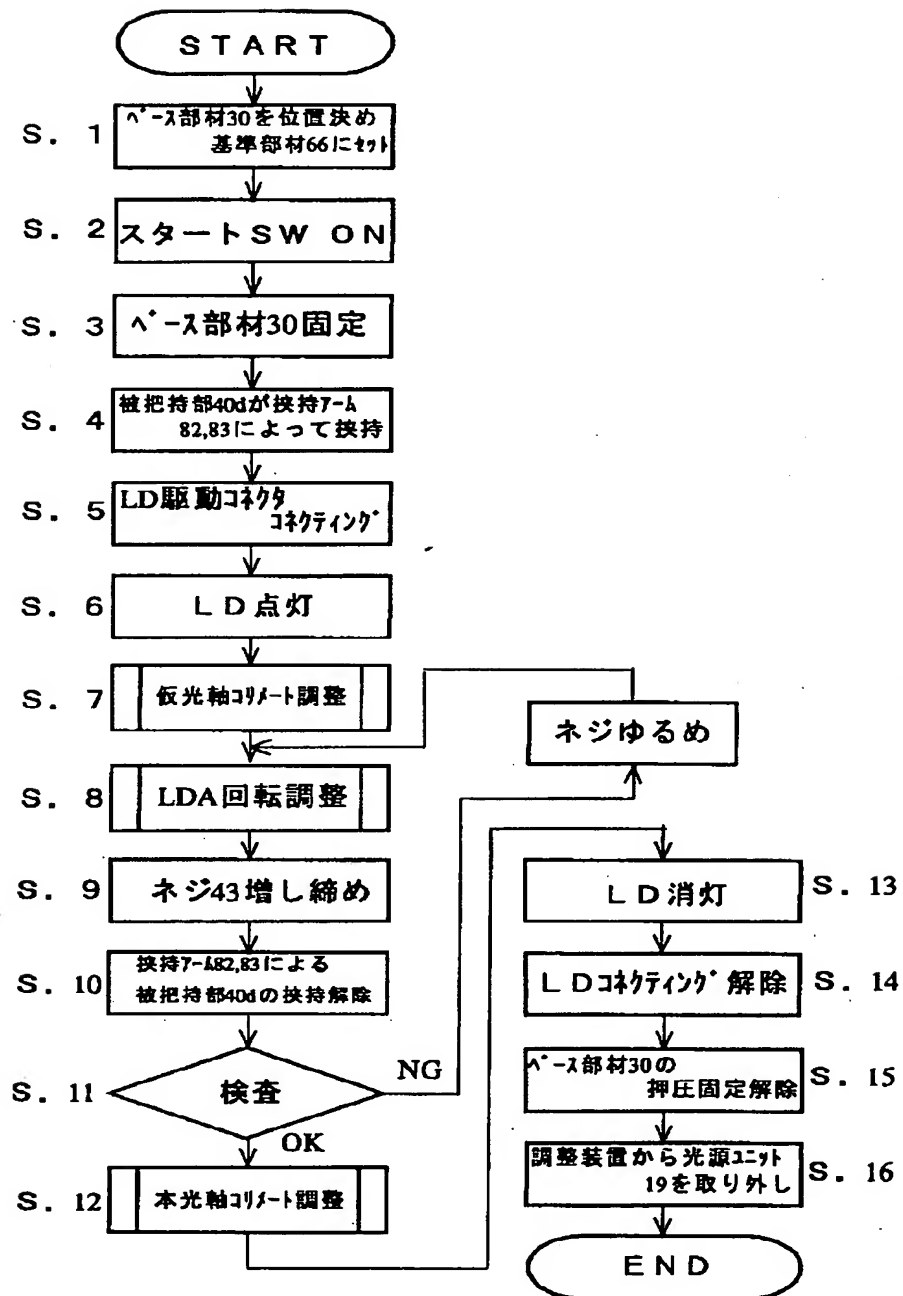 START
S. 1
ﾍﾞｰｽ部材30を位置決め
基準部材66にｾｯﾄ
S. 2
スタートSW ON
S. 3
ﾍﾞｰｽ部材30固定
S. 4
被把持部40dが挟持ｱｰﾑ
82,83によって挟持
S. 5
LD駆動ｺﾈｸﾀ
ｺﾈｸﾃｨﾝｸﾞ
S. 6
LD点灯
S. 7
仮光軸ｺﾘﾒｰﾄ調整
S. 8
LDA回転調整
S. 9
ネジ43増し締め
S. 10
挟持ｱｰﾑ82,83による
被把持部40dの挟持解除
S. 11
検査
NG
OK
S. 12
本光軸ｺﾘﾒｰﾄ調整
ネジゆるめ
LD消灯
S. 13
LDｺﾈｸﾃｨﾝｸﾞ解除
S. 14
ﾍﾞｰｽ部材30の
押圧固定解除
S. 15
調整装置から光源ﾕﾆｯﾄ
19を取り外し
S. 16
END